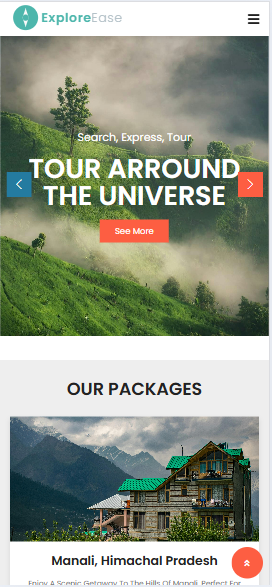 ExploreEase
Search, Express, Tour
TOUR ARROUND
THE UNIVERSE
See More
OUR PACKAGES
Manali, Himachal Pradesh
Enjoy A Scenic Getaway To The Hills Of Manali, Perfect For